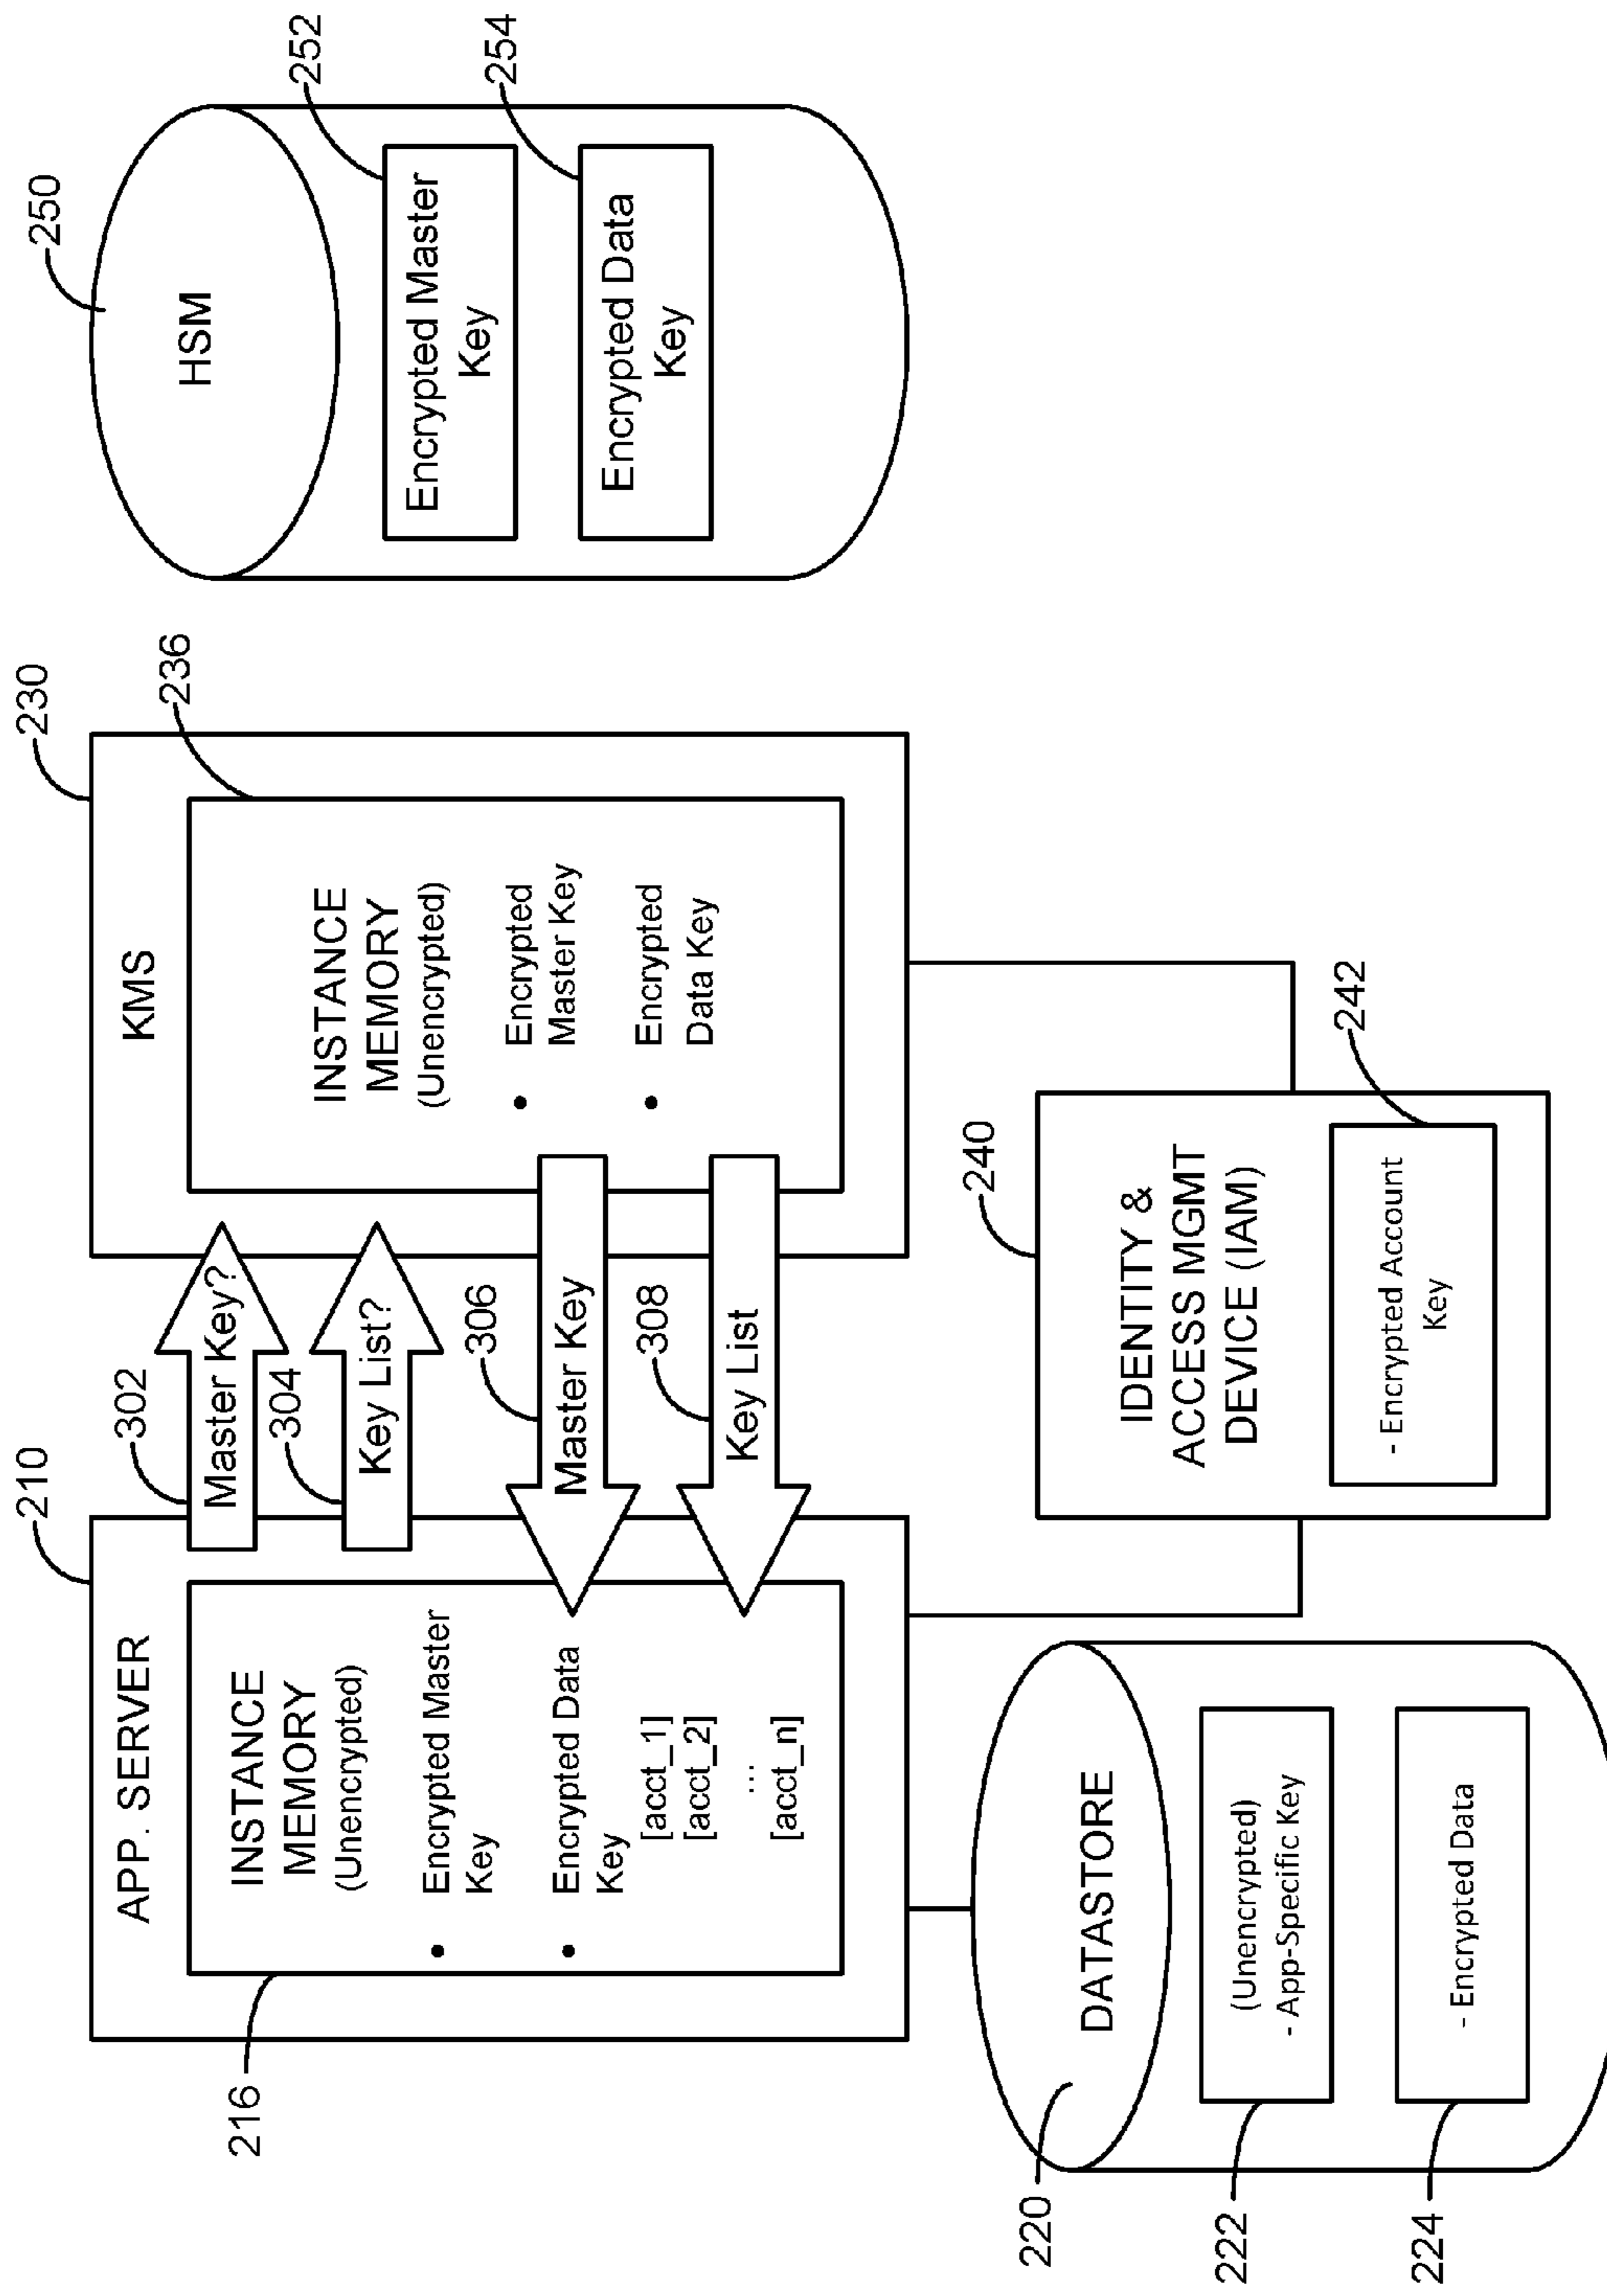 210
APP. SERVER
216
INSTANCE
MEMORY
(Unencrypted)
• Encrypted Master
Key
• Encrypted Data
Key
[acct_1]
[acct_2]
...
[acct_n]
302
Master Key?
304
Key List?
306
Master Key
308
Key List
230
KMS
236
INSTANCE
MEMORY
(Unencrypted)
• Encrypted
Master Key
• Encrypted
Data Key
250
HSM
252
Encrypted Master
Key
254
Encrypted Data
Key
220
DATASTORE
222
(Unencrypted)
- App-Specific Key
224
- Encrypted Data
240
IDENTITY &
ACCESS MGMT
DEVICE (IAM)
242
- Encrypted Account
Key